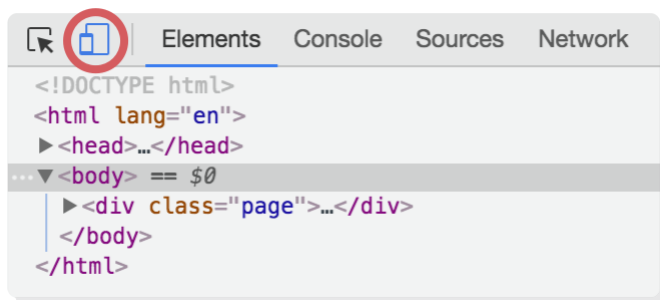 Elements Console Sources Network
<!DOCTYPE html>
<html lang="en">
▶<head>…</head>
…▼<body> == $0
▶<div class="page">…</div>
</body>
</html>